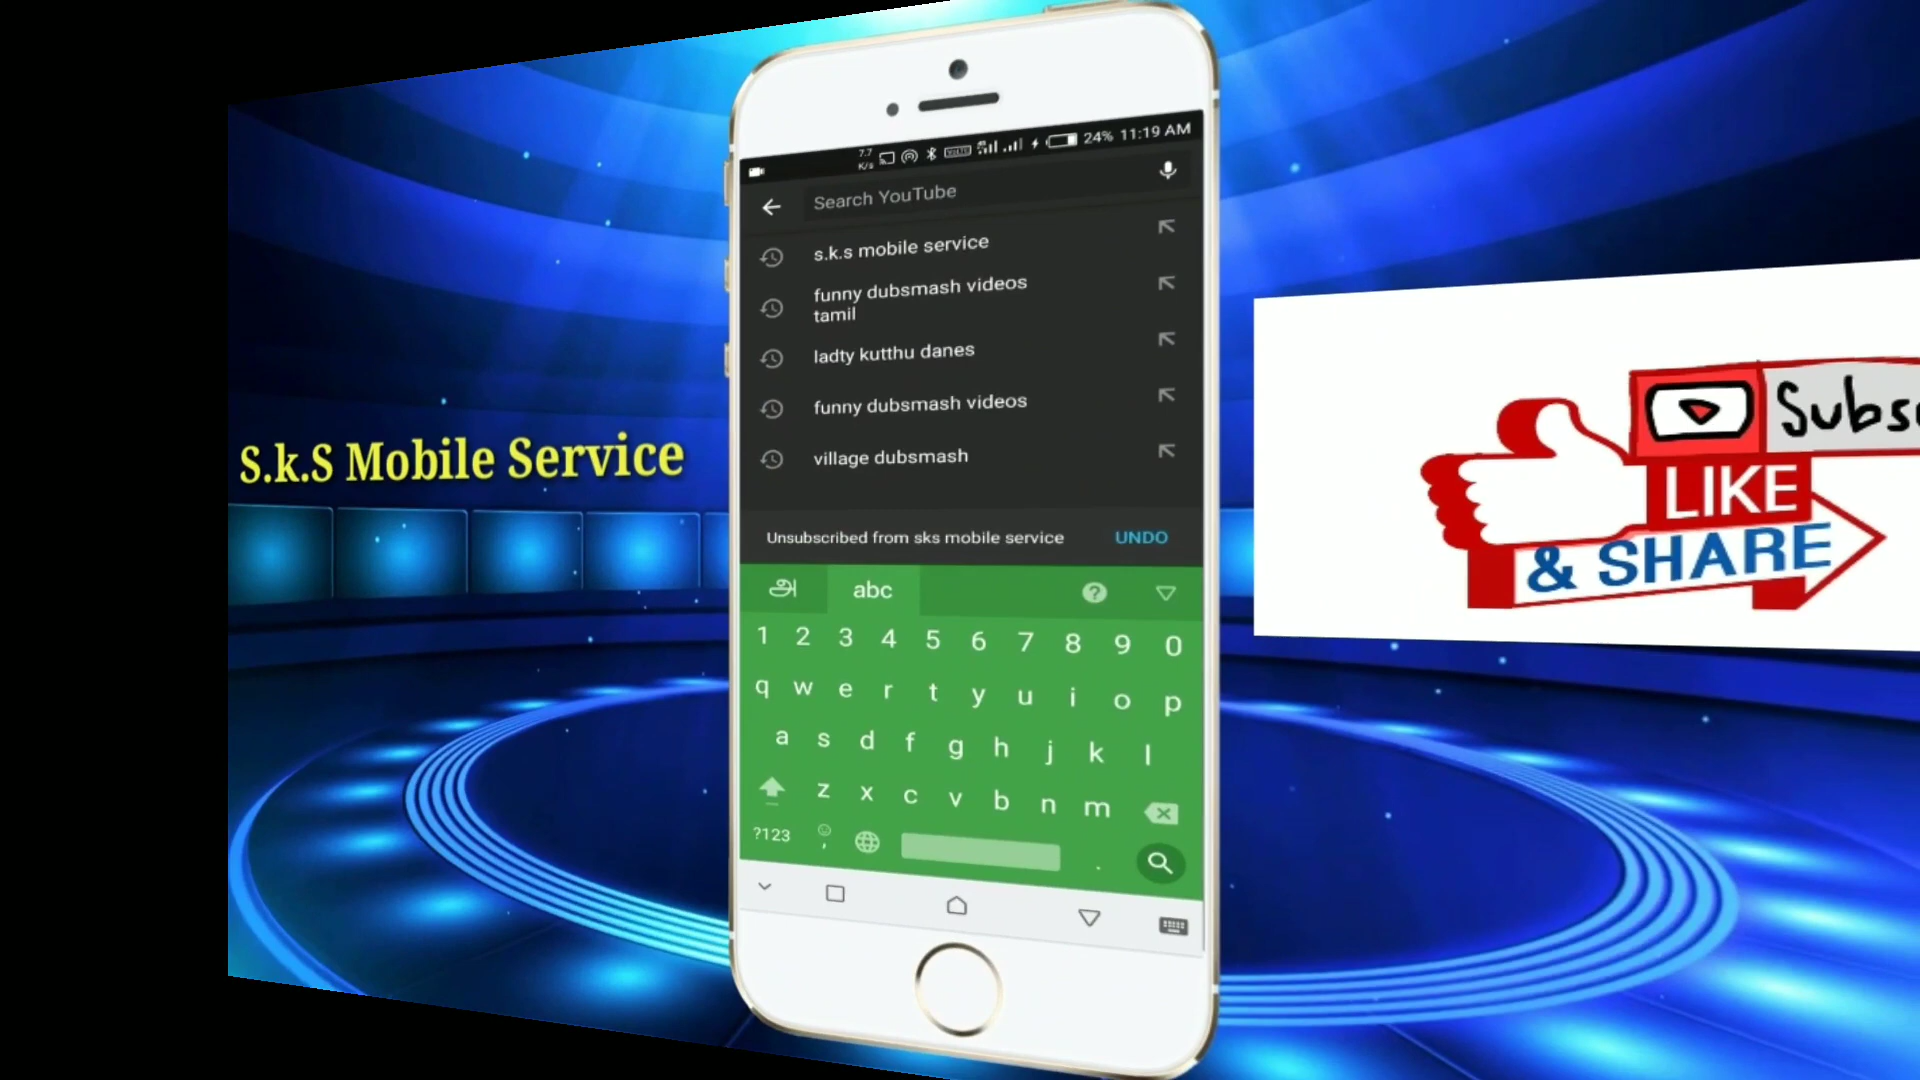 S.k.S Mobile Service
7.7
K/s
24% 11:19 AM
Search YouTube
s.k.s mobile service
funny dubsmash videos
tamil
ladty kutthu danes
funny dubsmash videos
village dubsmash
Unsubscribed from sks mobile service UNDO
அ abc ?
1 2 3 4 5 6 7 8 9 0
q w e r t y u i o p
a s d f g h j k l
z x c v b n m
?123 , .
Subs
LIKE
& SHARE